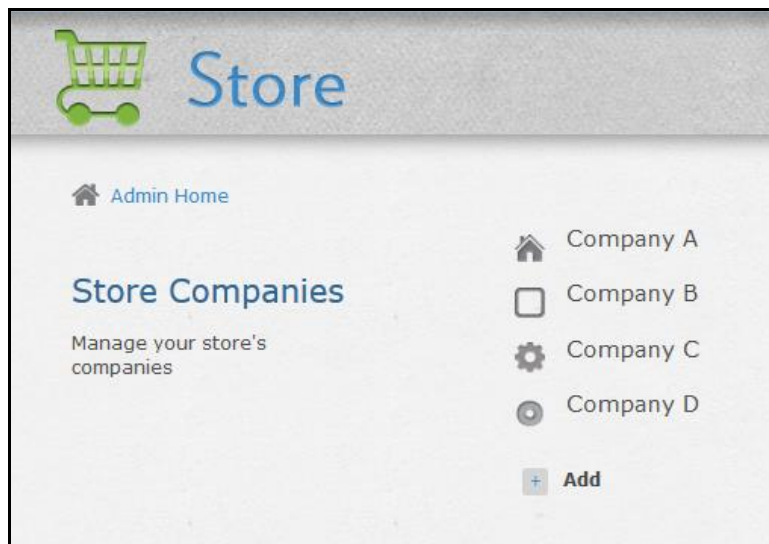 Store
Admin Home
Store Companies
Manage your store's
companies
Company A
Company B
Company C
Company D
+ Add